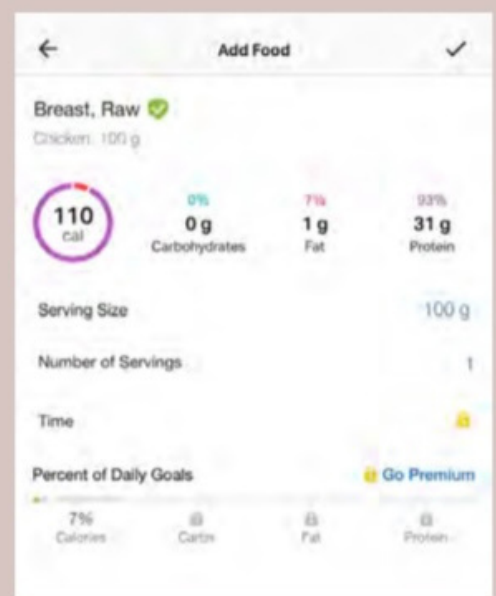 Add Food
Breast, Raw
Chicken, 100 g
110
cal
0%
0 g
Carbohydrates
7%
1 g
Fat
93%
31 g
Protein
Serving Size 100 g
Number of Servings 1
Time
Percent of Daily Goals Go Premium
7%
Calories
Carbs
Fat
Protein